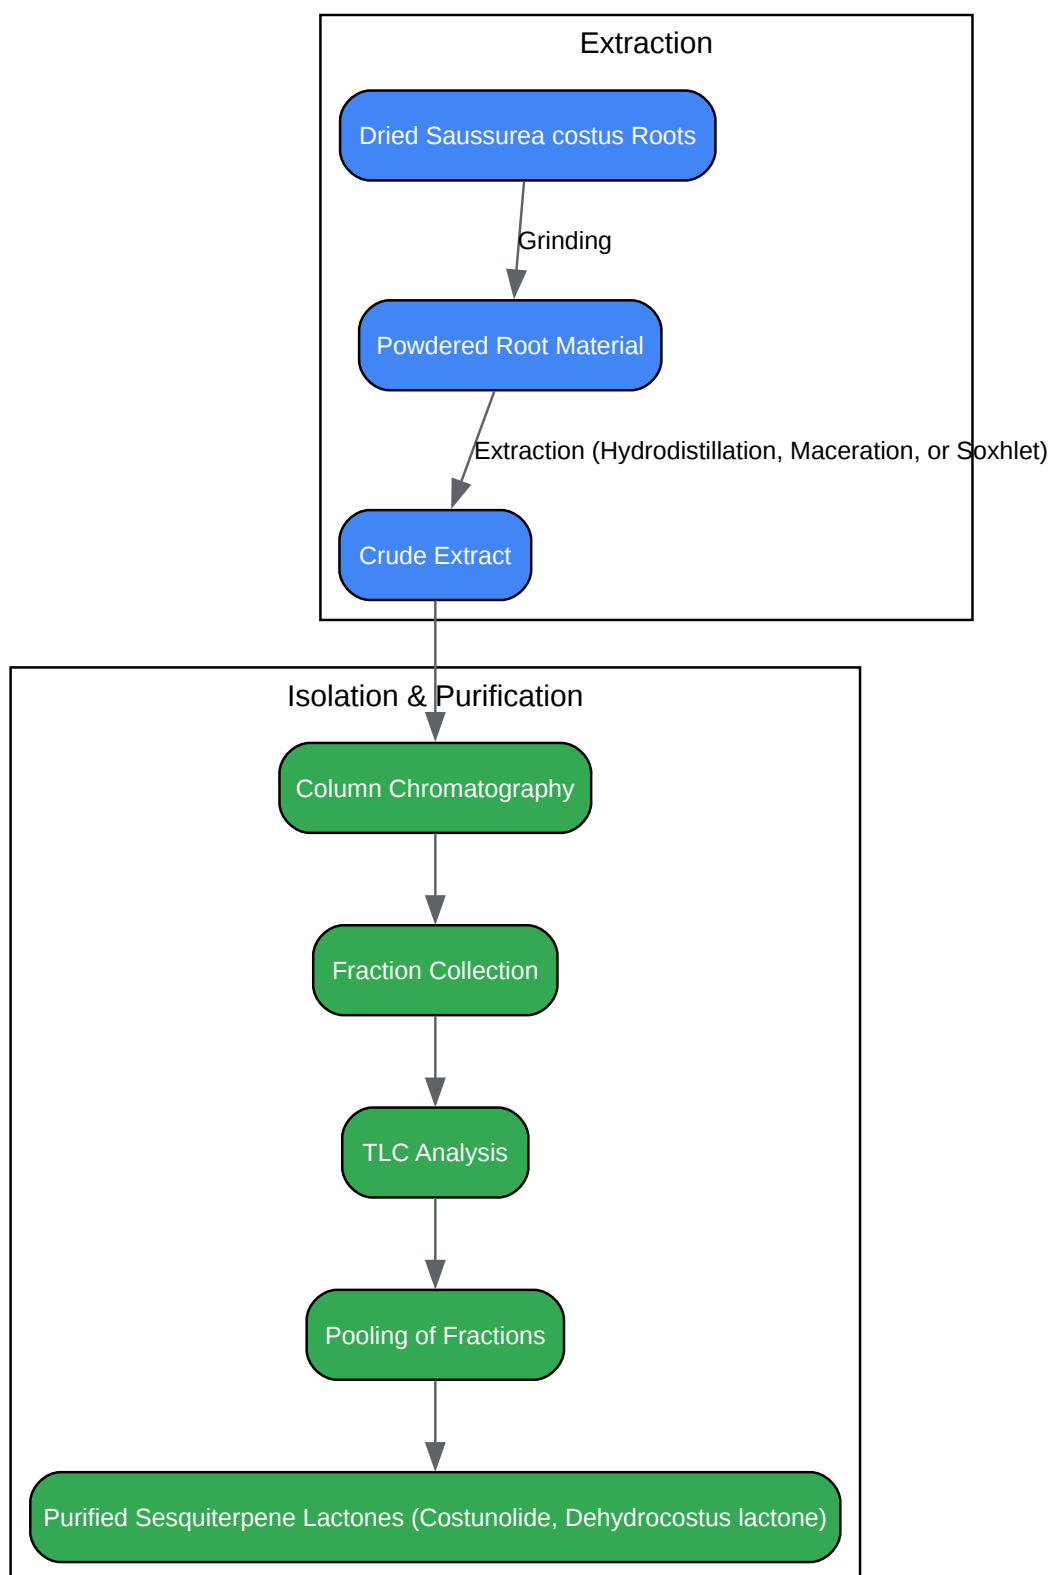 Extraction
Dried Saussurea costus Roots
Grinding
Powdered Root Material
Extraction (Hydrodistillation, Maceration, or Soxhlet)
Crude Extract
Isolation & Purification
Column Chromatography
Fraction Collection
TLC Analysis
Pooling of Fractions
Purified Sesquiterpene Lactones (Costunolide, Dehydrocostus lactone)